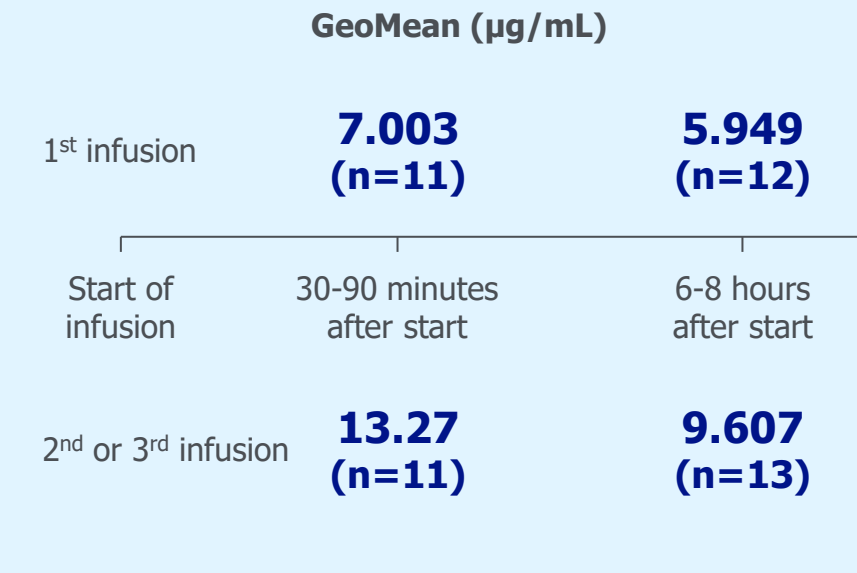 GeoMean (µg/mL)
1st infusion
7.003
(n=11)
5.949
(n=12)
Start of
infusion
30-90 minutes
after start
6-8 hours
after start
2nd or 3rd infusion
13.27
(n=11)
9.607
(n=13)